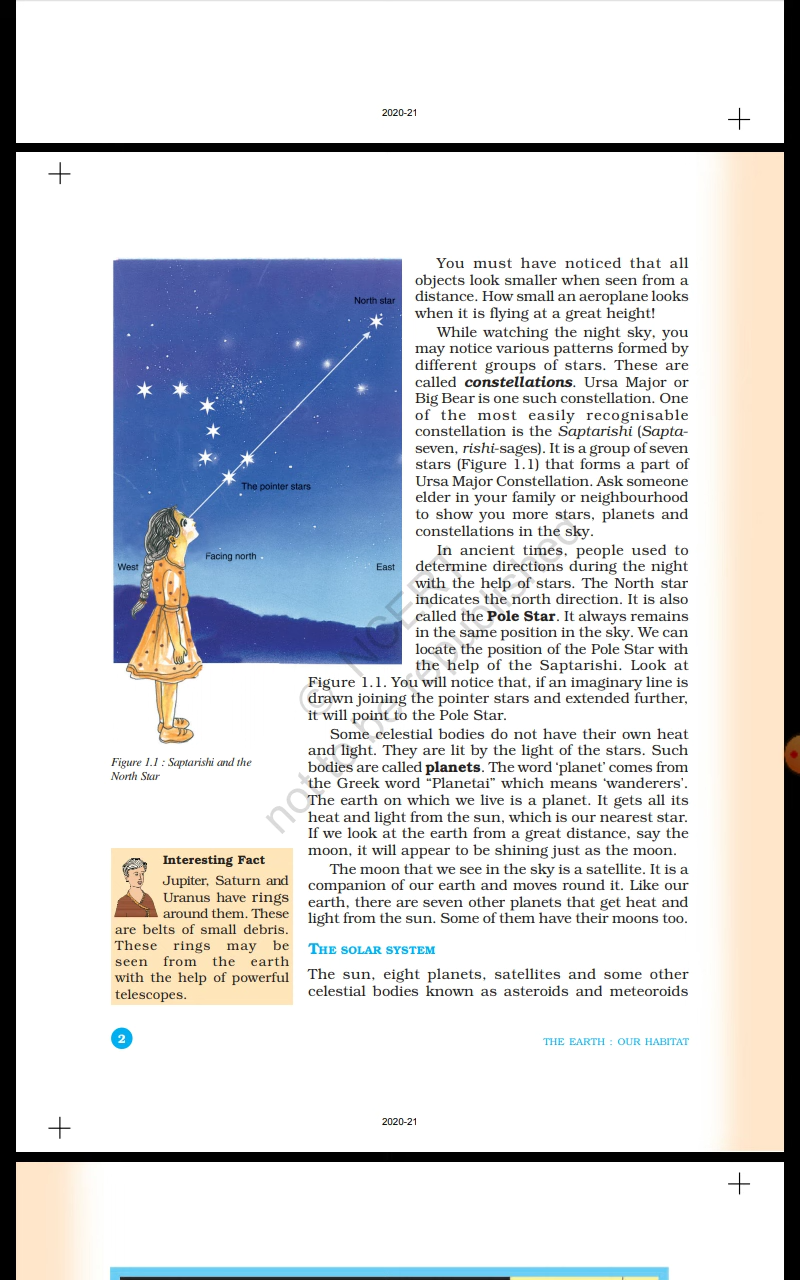 2020-21
North star
The pointer stars
Facing north
West
East
You must have noticed that all
objects look smaller when seen from a
distance. How small an aeroplane looks
when it is flying at a great height!
While watching the night sky, you
may notice various patterns formed by
different groups of stars. These are
called constellations. Ursa Major or
Big Bear is one such constellation. One
of the most easily recognisable
constellation is the Saptarishi (Sapta-
seven, rishi-sages). It is a group of seven
stars (Figure 1.1) that forms a part of
Ursa Major Constellation. Ask someone
elder in your family or neighbourhood
to show you more stars, planets and
constellations in the sky.
In ancient times, people used to
determine directions during the night
with the help of stars. The North star
indicates the north direction. It is also
called the Pole Star. It always remains
in the same position in the sky. We can
locate the position of the Pole Star with
the help of the Saptarishi. Look at
Figure 1.1. You will notice that, if an imaginary line is
drawn joining the pointer stars and extended further,
it will point to the Pole Star.
Some celestial bodies do not have their own heat
and light. They are lit by the light of the stars. Such
bodies are called planets. The word ‘planet’ comes from
the Greek word “Planetai” which means ‘wanderers’.
The earth on which we live is a planet. It gets all its
heat and light from the sun, which is our nearest star.
If we look at the earth from a great distance, say the
moon, it will appear to be shining just as the moon.
The moon that we see in the sky is a satellite. It is a
companion of our earth and moves round it. Like our
earth, there are seven other planets that get heat and
light from the sun. Some of them have their moons too.
THE SOLAR SYSTEM
The sun, eight planets, satellites and some other
celestial bodies known as asteroids and meteoroids
Figure 1.1 : Saptarishi and the
North Star
Interesting Fact
Jupiter, Saturn and
Uranus have rings
around them. These
are belts of small debris.
These rings may be
seen from the earth
with the help of powerful
telescopes.
© NCERT
not to be republished
2
THE EARTH : OUR HABITAT
2020-21